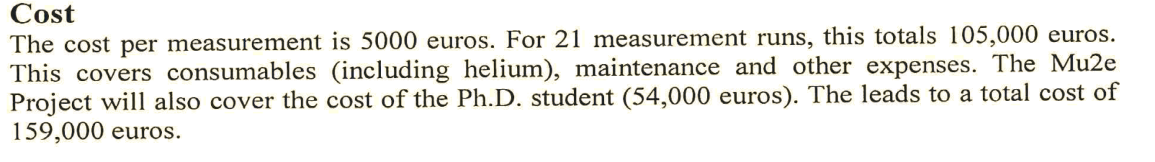 Cost
The cost per measurement is 5000 euros. For 21 measurement runs, this totals 105,000 euros.
This covers consumables (including helium), maintenance and other expenses. The Mu2e
Project will also cover the cost of the Ph.D. student (54,000 euros). The leads to a total cost of
159,000 euros.